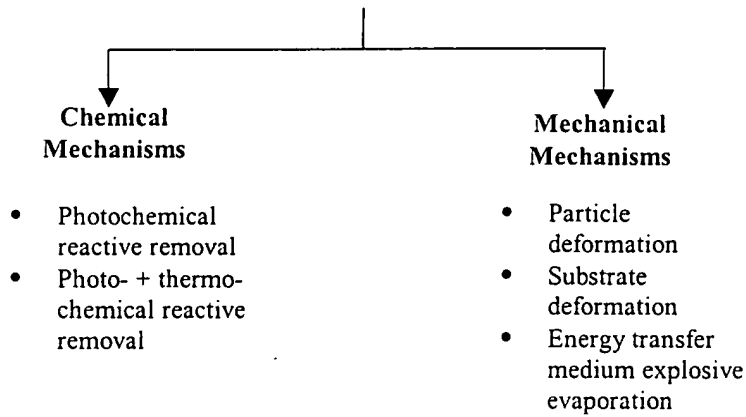 Chemical
Mechanisms
• Photochemical
reactive removal
• Photo- + thermo-
chemical reactive
removal
Mechanical
Mechanisms
• Particle
deformation
• Substrate
deformation
• Energy transfer
medium explosive
evaporation